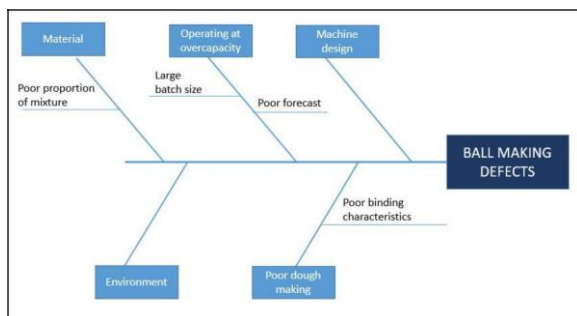 Material
Operating at
overcapacity
Machine
design
Large
batch size
Poor proportion
of mixture
Poor forecast
BALL MAKING
DEFECTS
Poor binding
characteristics
Environment
Poor dough
making